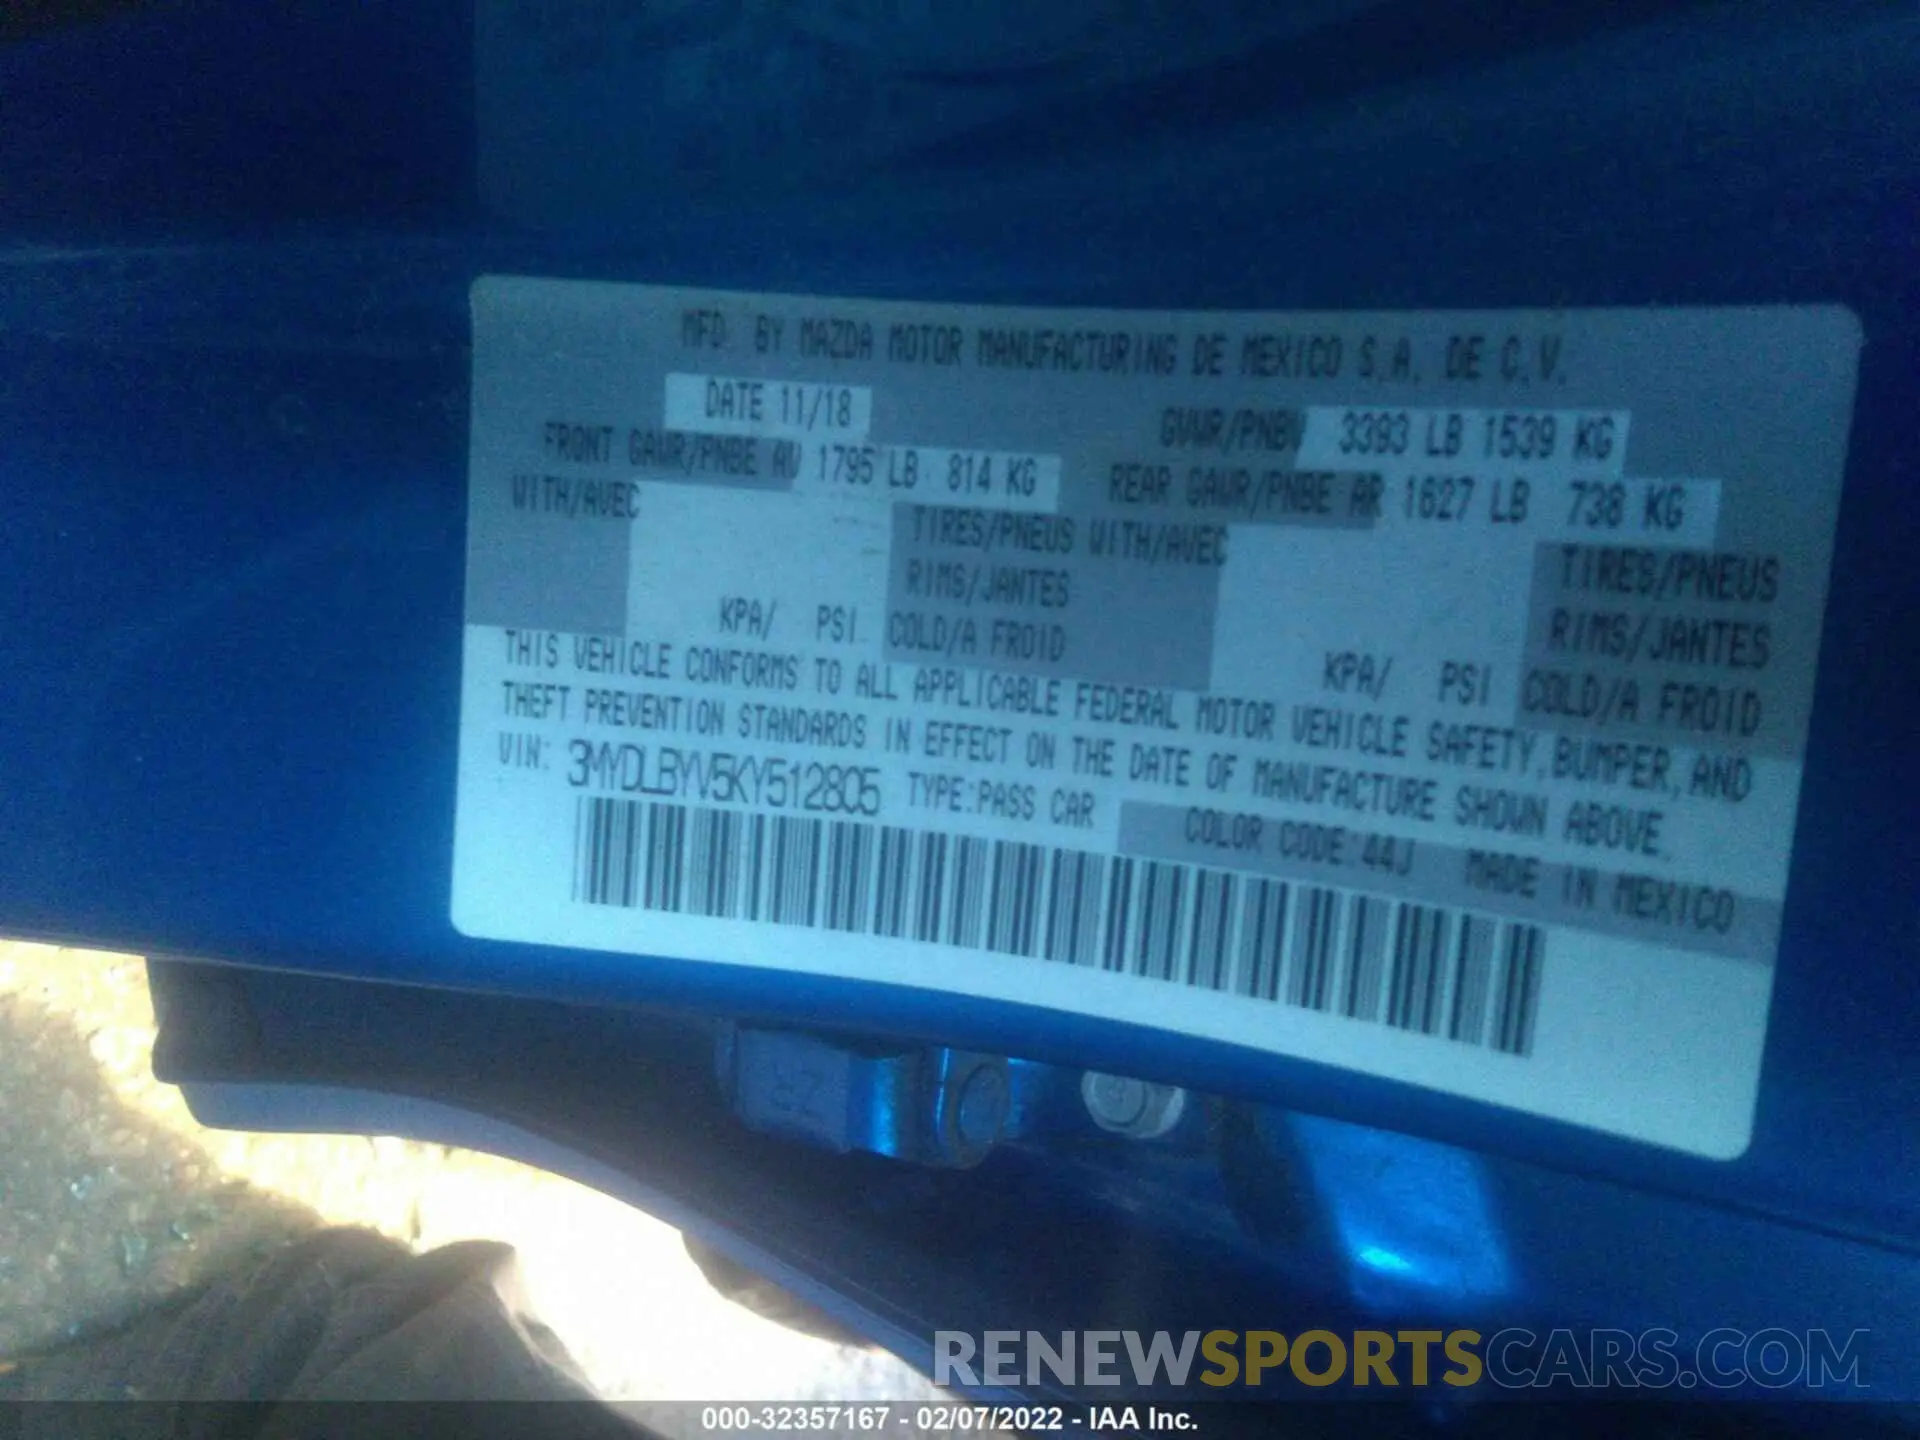 MFD. BY MAZDA MOTOR MANUFACTURING DE MEXICO S.A. DE C.V.
DATE 11/18 GVWR/PNBV 3393 LB 1539 KG
FRONT GAWR/PNBE AV 1795 LB 814 KG REAR GAWR/PNBE AR 1627 LB 738 KG
WITH/AVEC TIRES/PNEUS WITH/AVEC TIRES/PNEUS
RIMS/JANTES RIMS/JANTES
KPA/ PSI COLD/A FROID KPA/ PSI COLD/A FROID
THIS VEHICLE CONFORMS TO ALL APPLICABLE FEDERAL MOTOR VEHICLE SAFETY, BUMPER, AND
THEFT PREVENTION STANDARDS IN EFFECT ON THE DATE OF MANUFACTURE SHOWN ABOVE.
VIN: 3MYDLBYV5KY512805 TYPE:PASS CAR COLOR CODE:44J MADE IN MEXICO
RENEWSPORTSCARS.COM
000-32357167 - 02/07/2022 - IAA Inc.